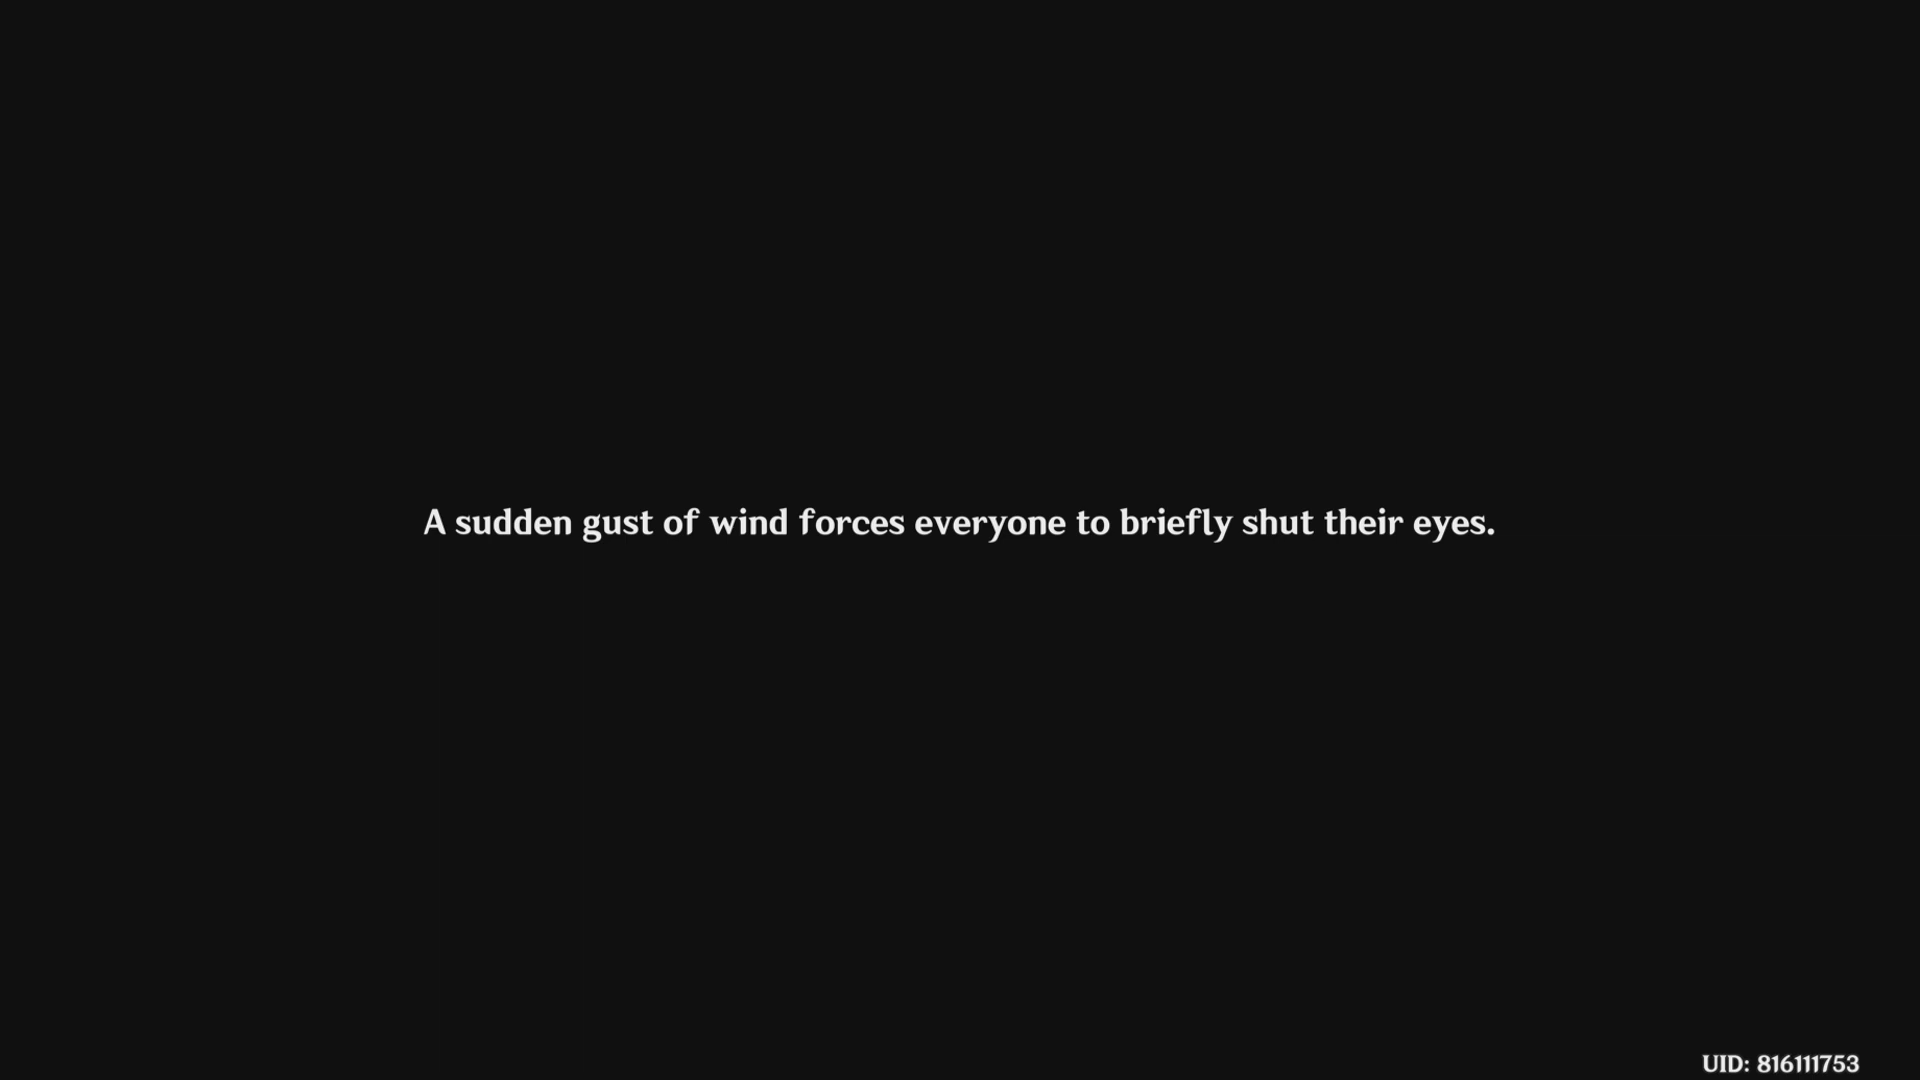 A sudden gust of wind forces everyone to briefly shut their eyes.
UID: 816111753